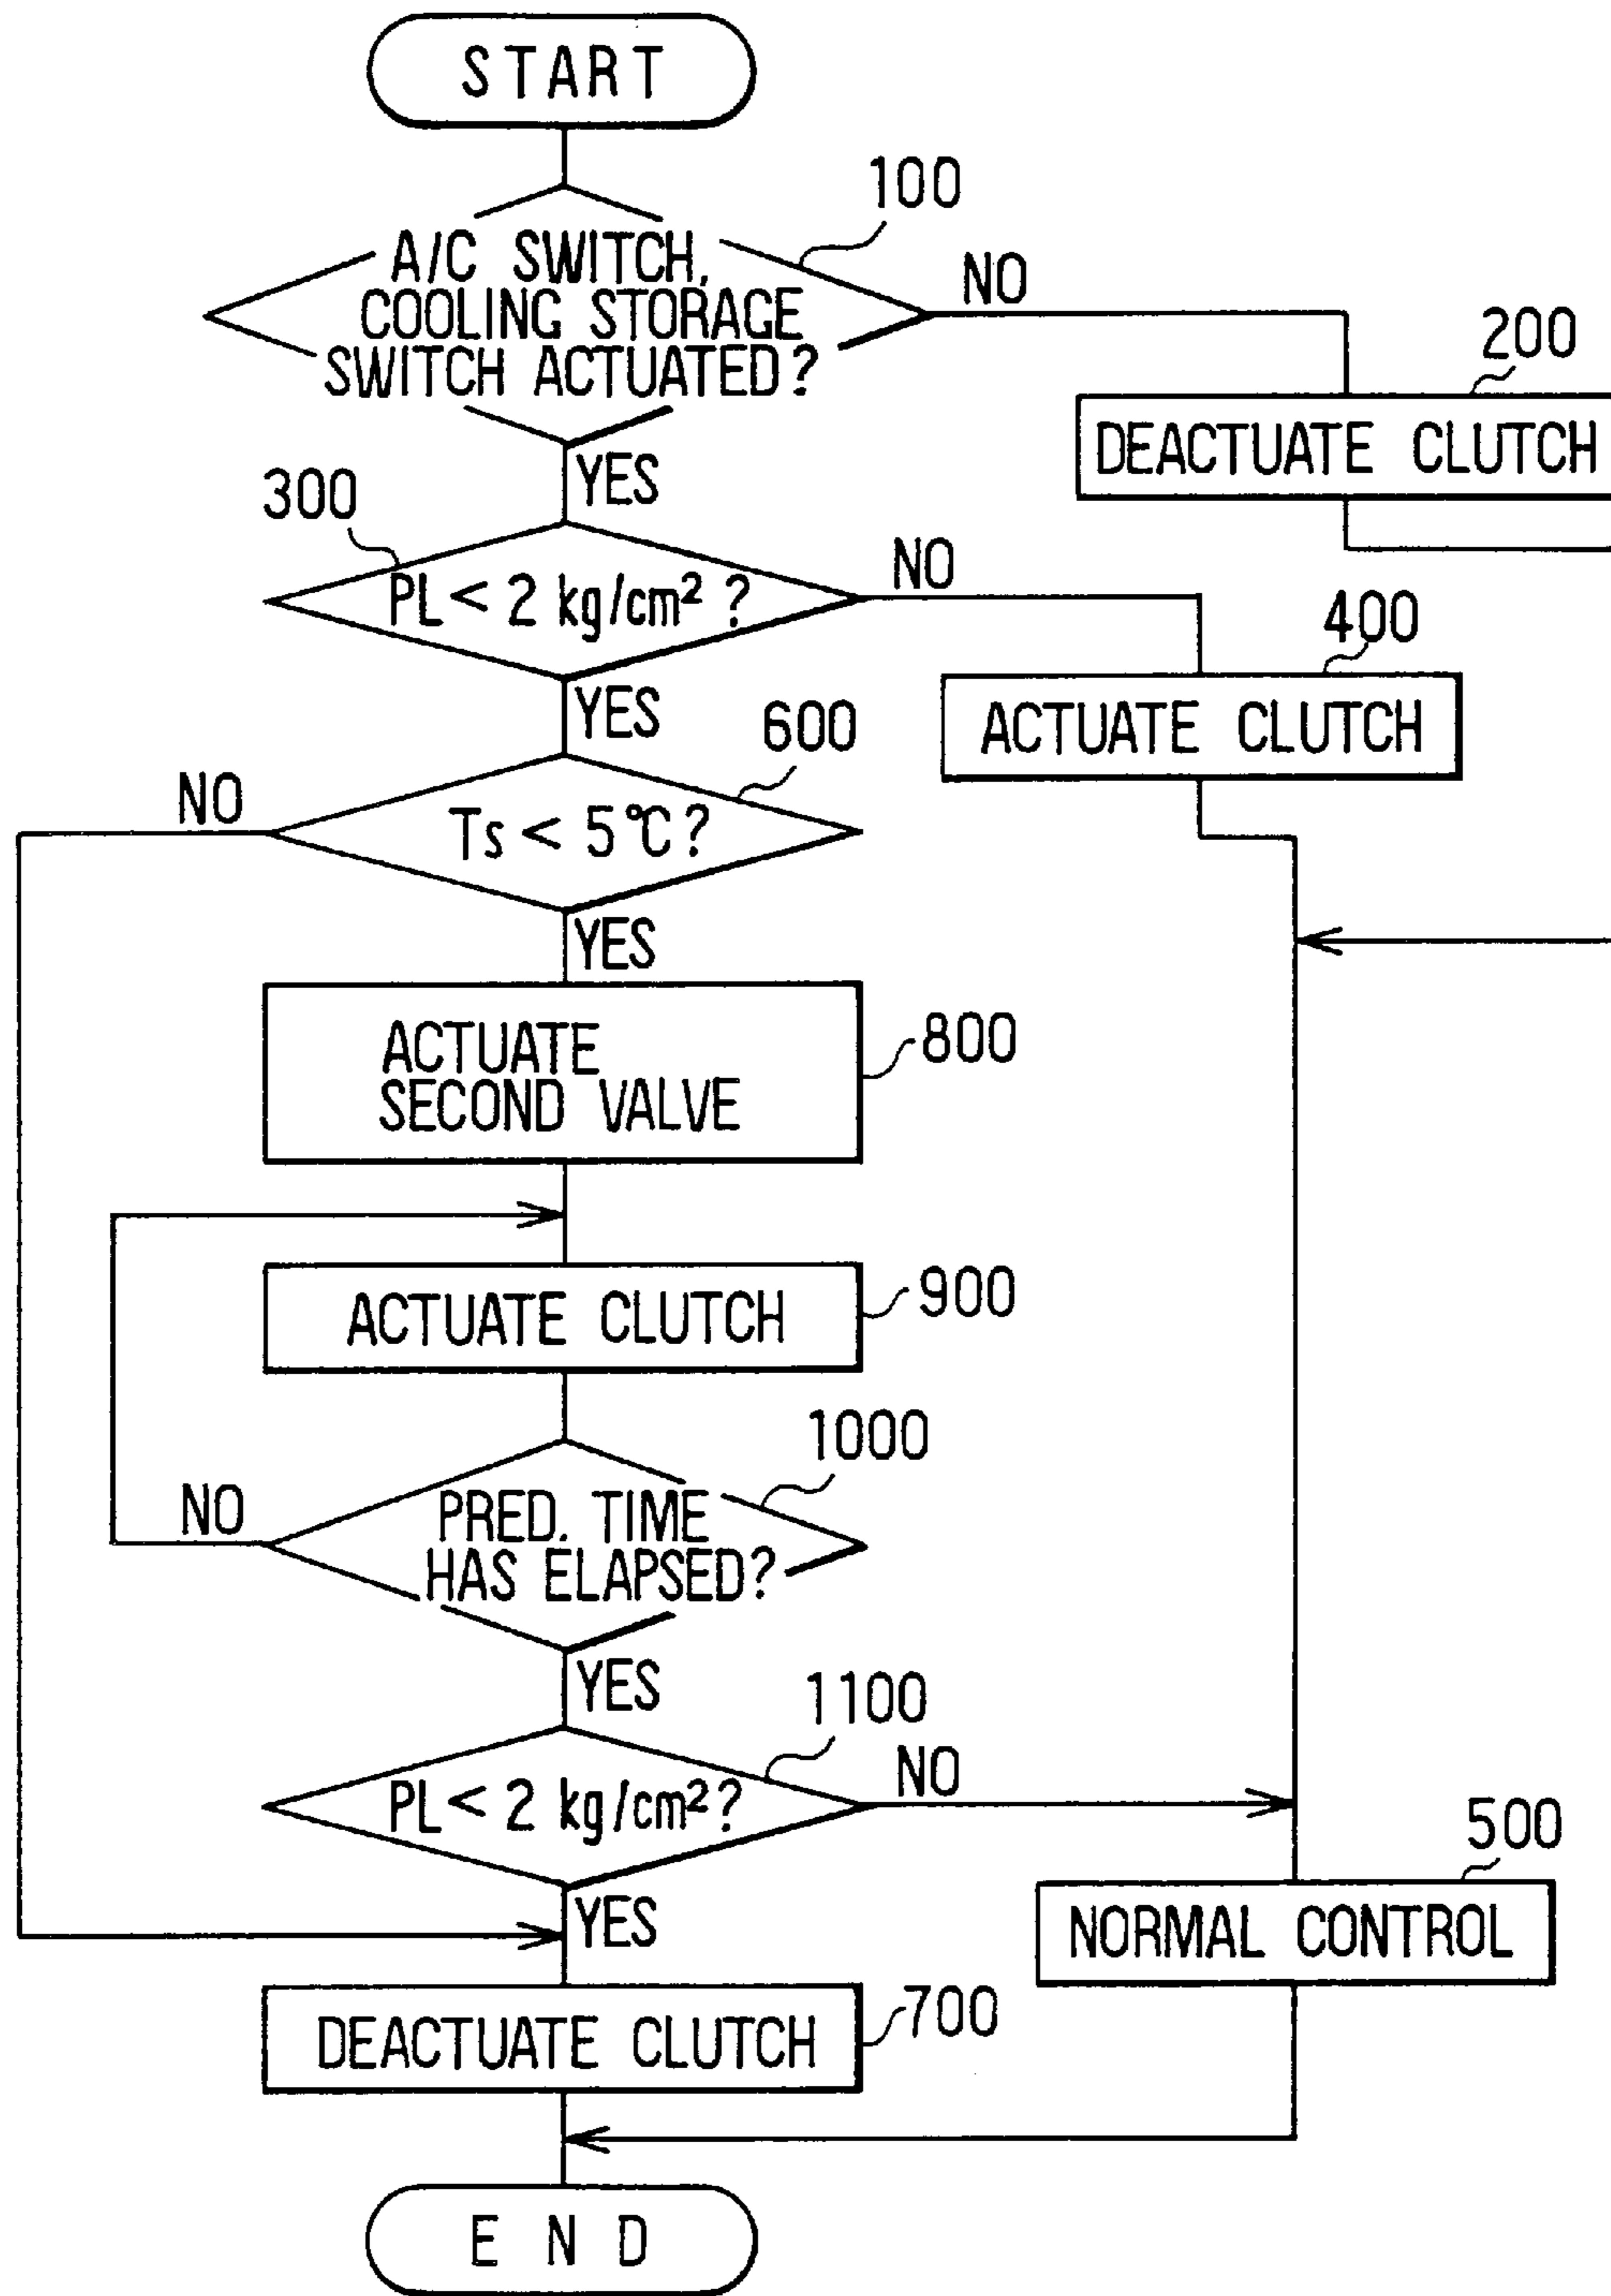 START
100
A/C SWITCH,
COOLING STORAGE
SWITCH ACTUATED?
NO
YES
200
DEACTUATE CLUTCH
300
PL < 2 kg/cm² ?
NO
YES
400
ACTUATE CLUTCH
600
NO
Ts < 5℃?
YES
ACTUATE
SECOND VALVE
800
ACTUATE CLUTCH
900
1000
NO
PRED. TIME
HAS ELAPSED?
YES
1100
PL < 2 kg/cm²?
NO
YES
500
NORMAL CONTROL
DEACTUATE CLUTCH
700
END